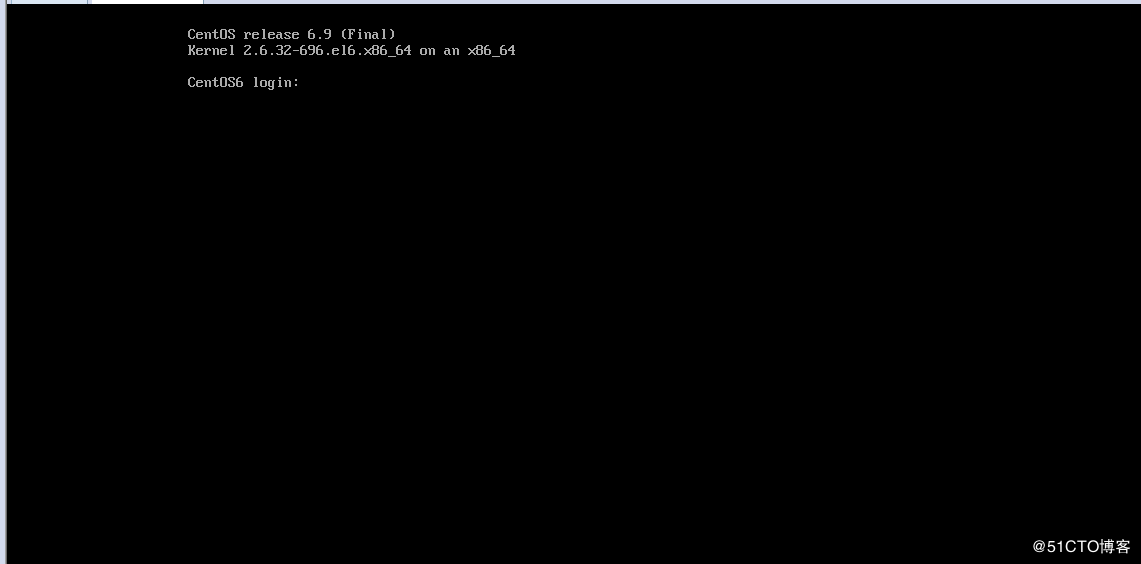 CentOS release 6.9 (Final)
Kernel 2.6.32-696.el6.x86_64 on an x86_64
CentOS6 login:
@51CTO博客